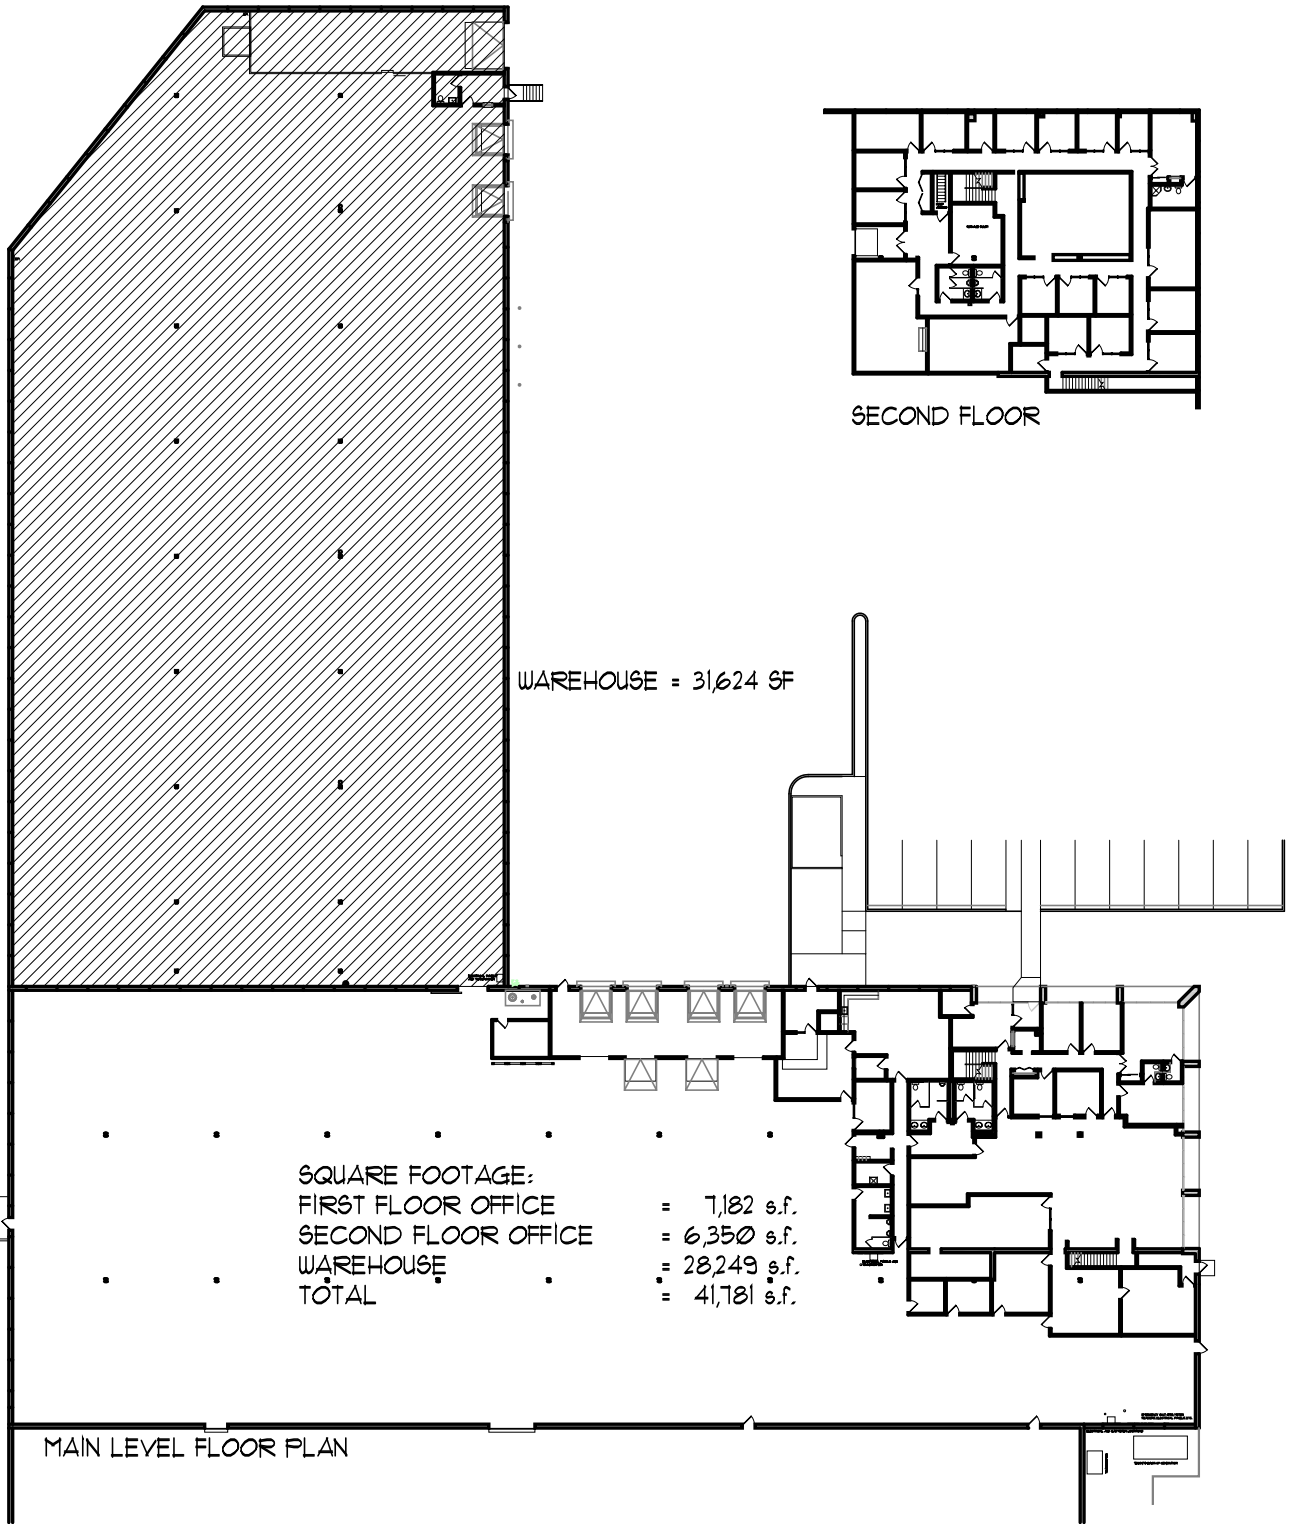 SECOND FLOOR
WAREHOUSE = 31,624 SF
SQUARE FOOTAGE:
FIRST FLOOR OFFICE = 7,182 s.f.
SECOND FLOOR OFFICE = 6,350 s.f.
WAREHOUSE = 28,249 s.f.
TOTAL = 41,781 s.f.
MAIN LEVEL FLOOR PLAN